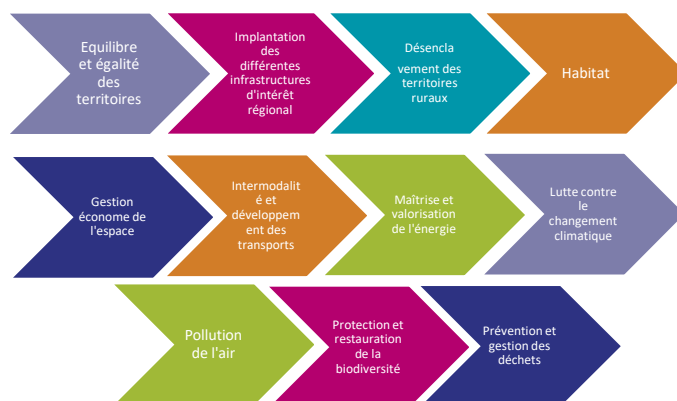 Equilibre
et égalité
des
territoires
Implantation
des
différentes
infrastructures
d'intérêt
régional
Désencla
vement des
territoires
ruraux
Habitat
Gestion
économe de
l'espace
Intermodalit
é et
développem
ent des
transports
Maîtrise et
valorisation
de l'énergie
Lutte contre
le
changement
climatique
Pollution
de l'air
Protection et
restauration
de la
biodiversité
Prévention et
gestion des
déchets